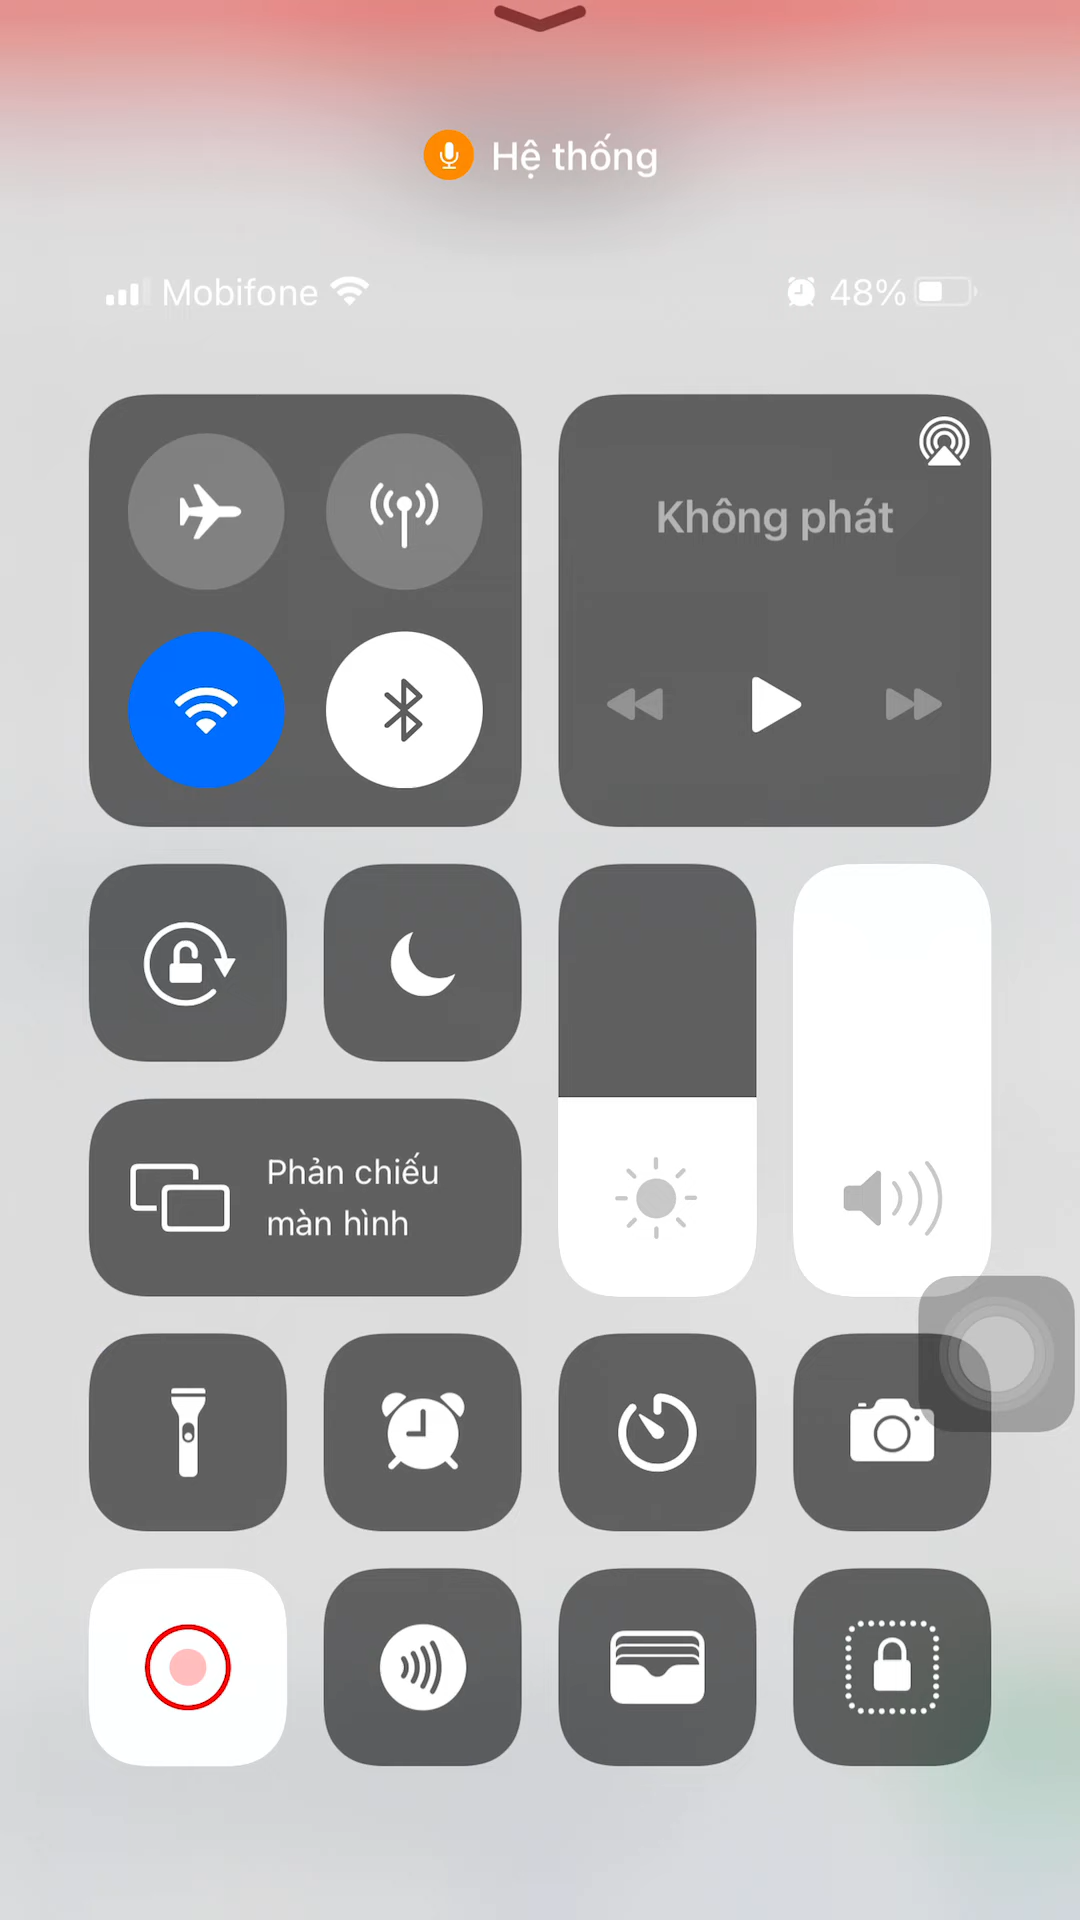 Hệ thống
Mobifone 48%
Không phát
Phản chiếu
màn hình